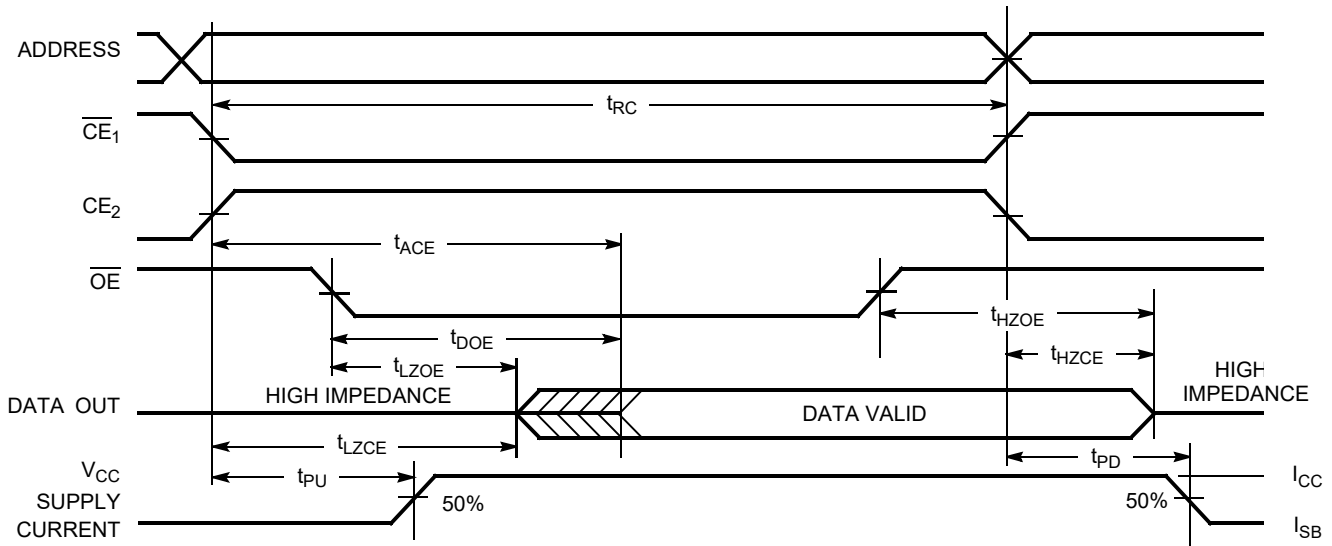 ADDRESS
tRC
CE1
CE2
tACE
OE
tHZOE
tDOE
tHZCE
tLZOE
HIGH IMPEDANCE
HIGH
IMPEDANCE
DATA OUT
DATA VALID
tLZCE
tPD
VCC
SUPPLY
CURRENT
tPU
50%
50%
ICC
ISB